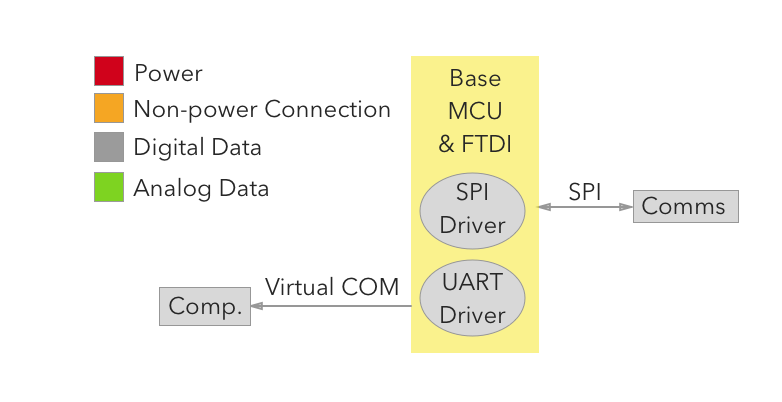 Power
Non-power Connection
Digital Data
Analog Data
Base
MCU
& FTDI
SPI
Driver
SPI
Comms
UART
Driver
Virtual COM
Comp.